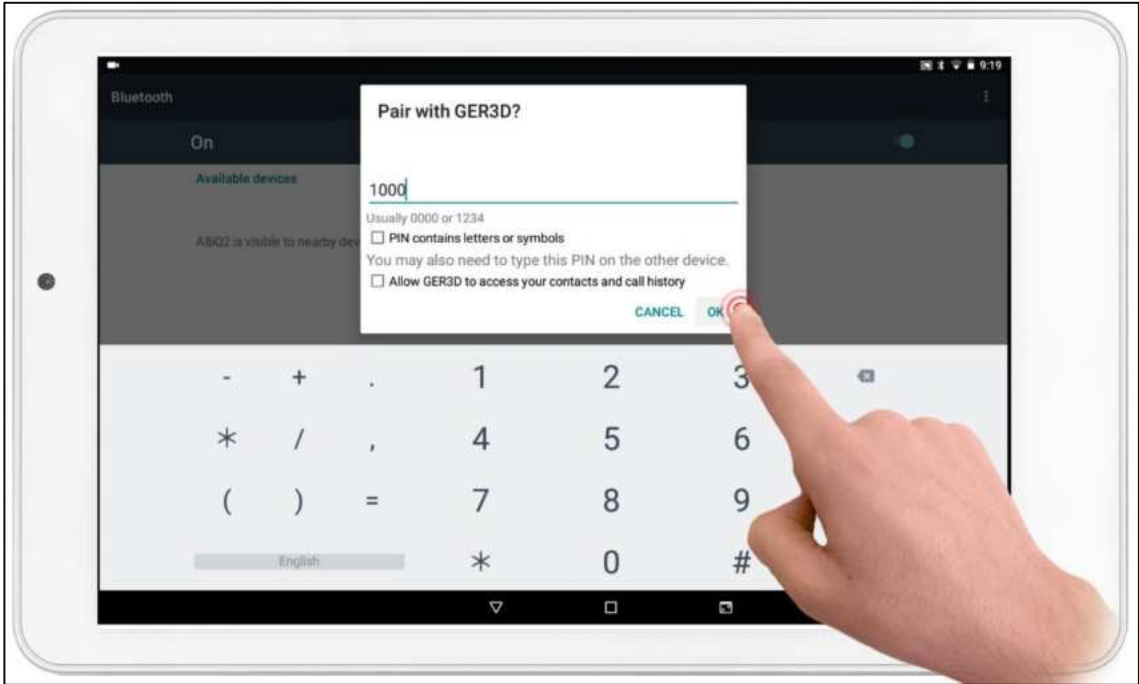 9:19
Bluetooth
On
Available devices
ABIQ2 is visible to nearby dev
Pair with GER3D?
1000
Usually 0000 or 1234
PIN contains letters or symbols
You may also need to type this PIN on the other device.
Allow GER3D to access your contacts and call history
CANCEL OK
- + . 1 2 3
* / , 4 5 6
( ) = 7 8 9
English * 0 #